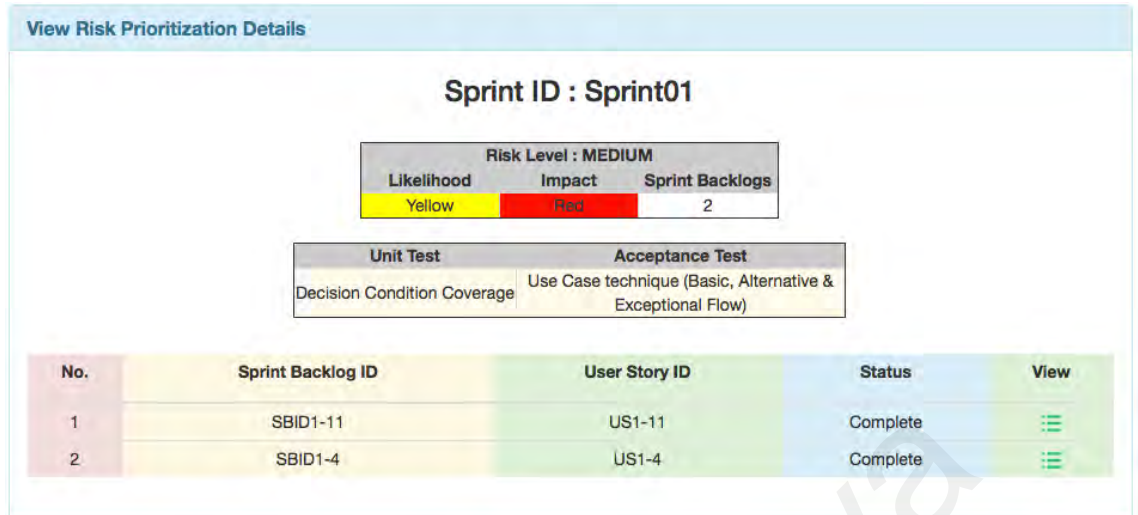 View Risk Prioritization Details
Sprint ID : Sprint01
Risk Level : MEDIUM
Likelihood Impact Sprint Backlogs
Yellow Red 2
Unit Test Acceptance Test
Decision Condition Coverage Use Case technique (Basic, Alternative &
Exceptional Flow)
No. Sprint Backlog ID User Story ID Status View
1 SBID1-11 US1-11 Complete
2 SBID1-4 US1-4 Complete